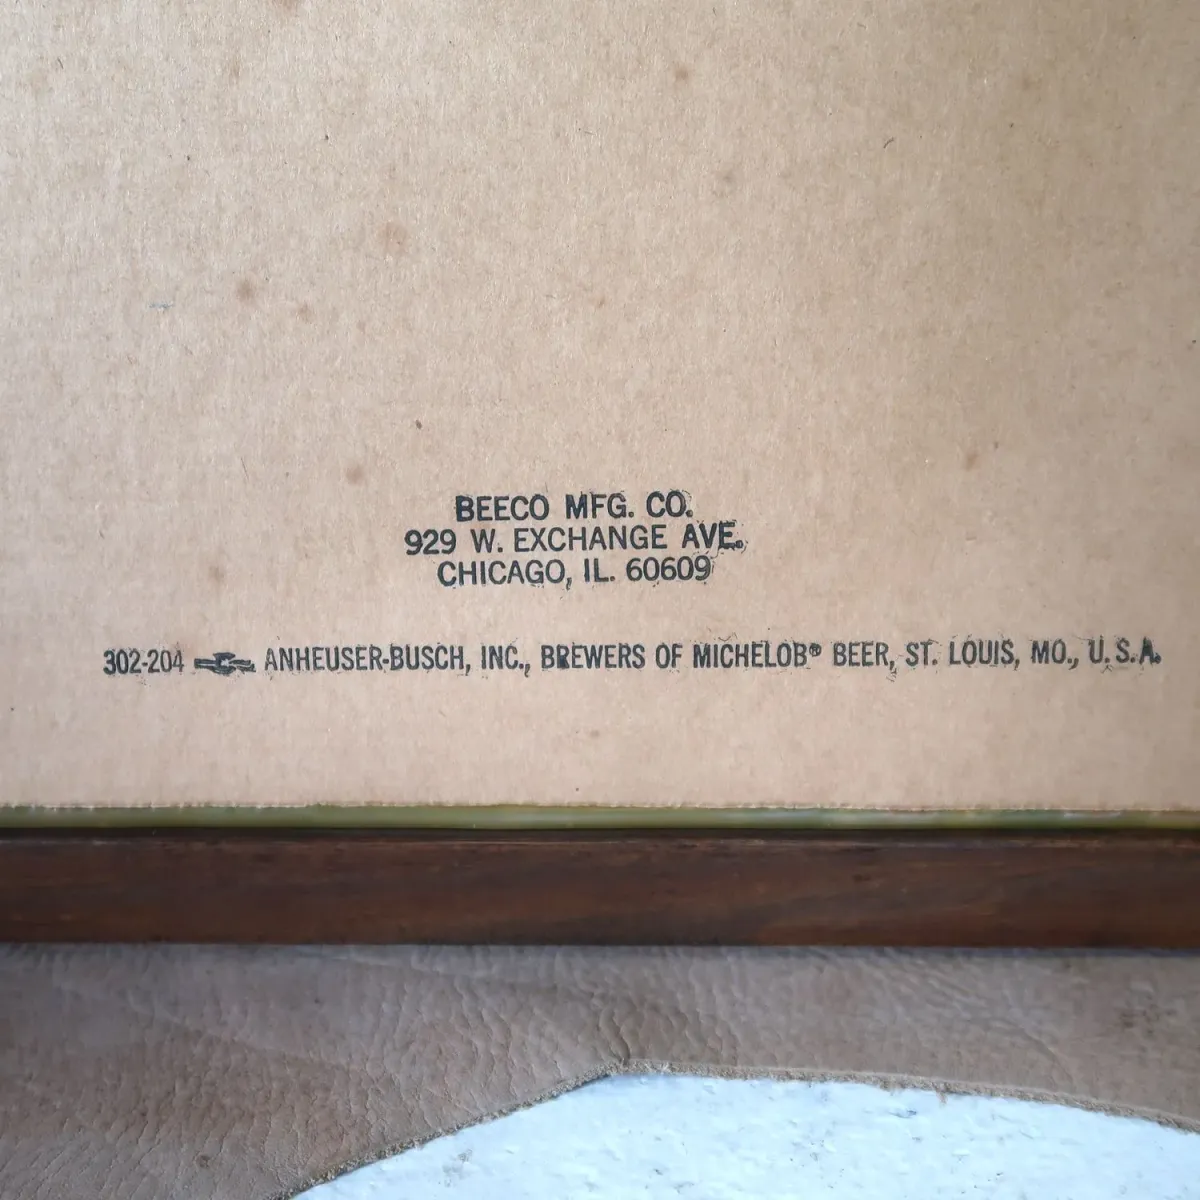 BEECO MFG. CO.
929 W. EXCHANGE AVE.
CHICAGO, IL. 60609
302-204 ANHEUSER-BUSCH, INC., BREWERS OF MICHELOB® BEER, ST. LOUIS, MO., U.S.A.